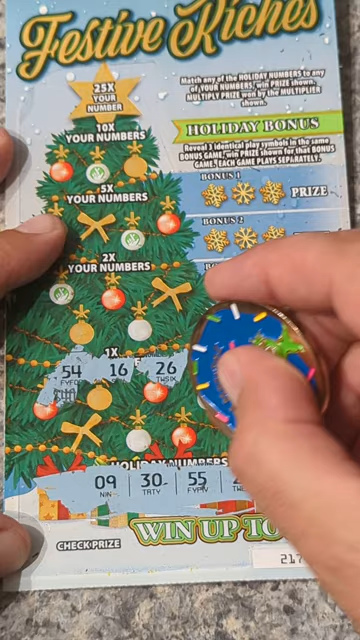 Festive Riches
25X
YOUR
NUMBER
Match any of the HOLIDAY NUMBERS to any
of YOUR NUMBERS, win PRIZE shown.
MULTIPLY PRIZE won by the MULTIPLIER
shown.
10X
YOUR NUMBERS
HOLIDAY BONUS
Reveal 3 identical play symbols in the same
BONUS GAME, win PRIZE shown for that BONUS
GAME. EACH GAME PLAYS SEPARATELY.
BONUS 1
PRIZE
5X
YOUR NUMBERS
BONUS 2
2X
YOUR NUMBERS
1X
54 16 26
TWSIX
HOLIDAY NUMBERS
09 30 55
NIN TRTY FYFV
WIN UP TO
CHECK PRIZE
217